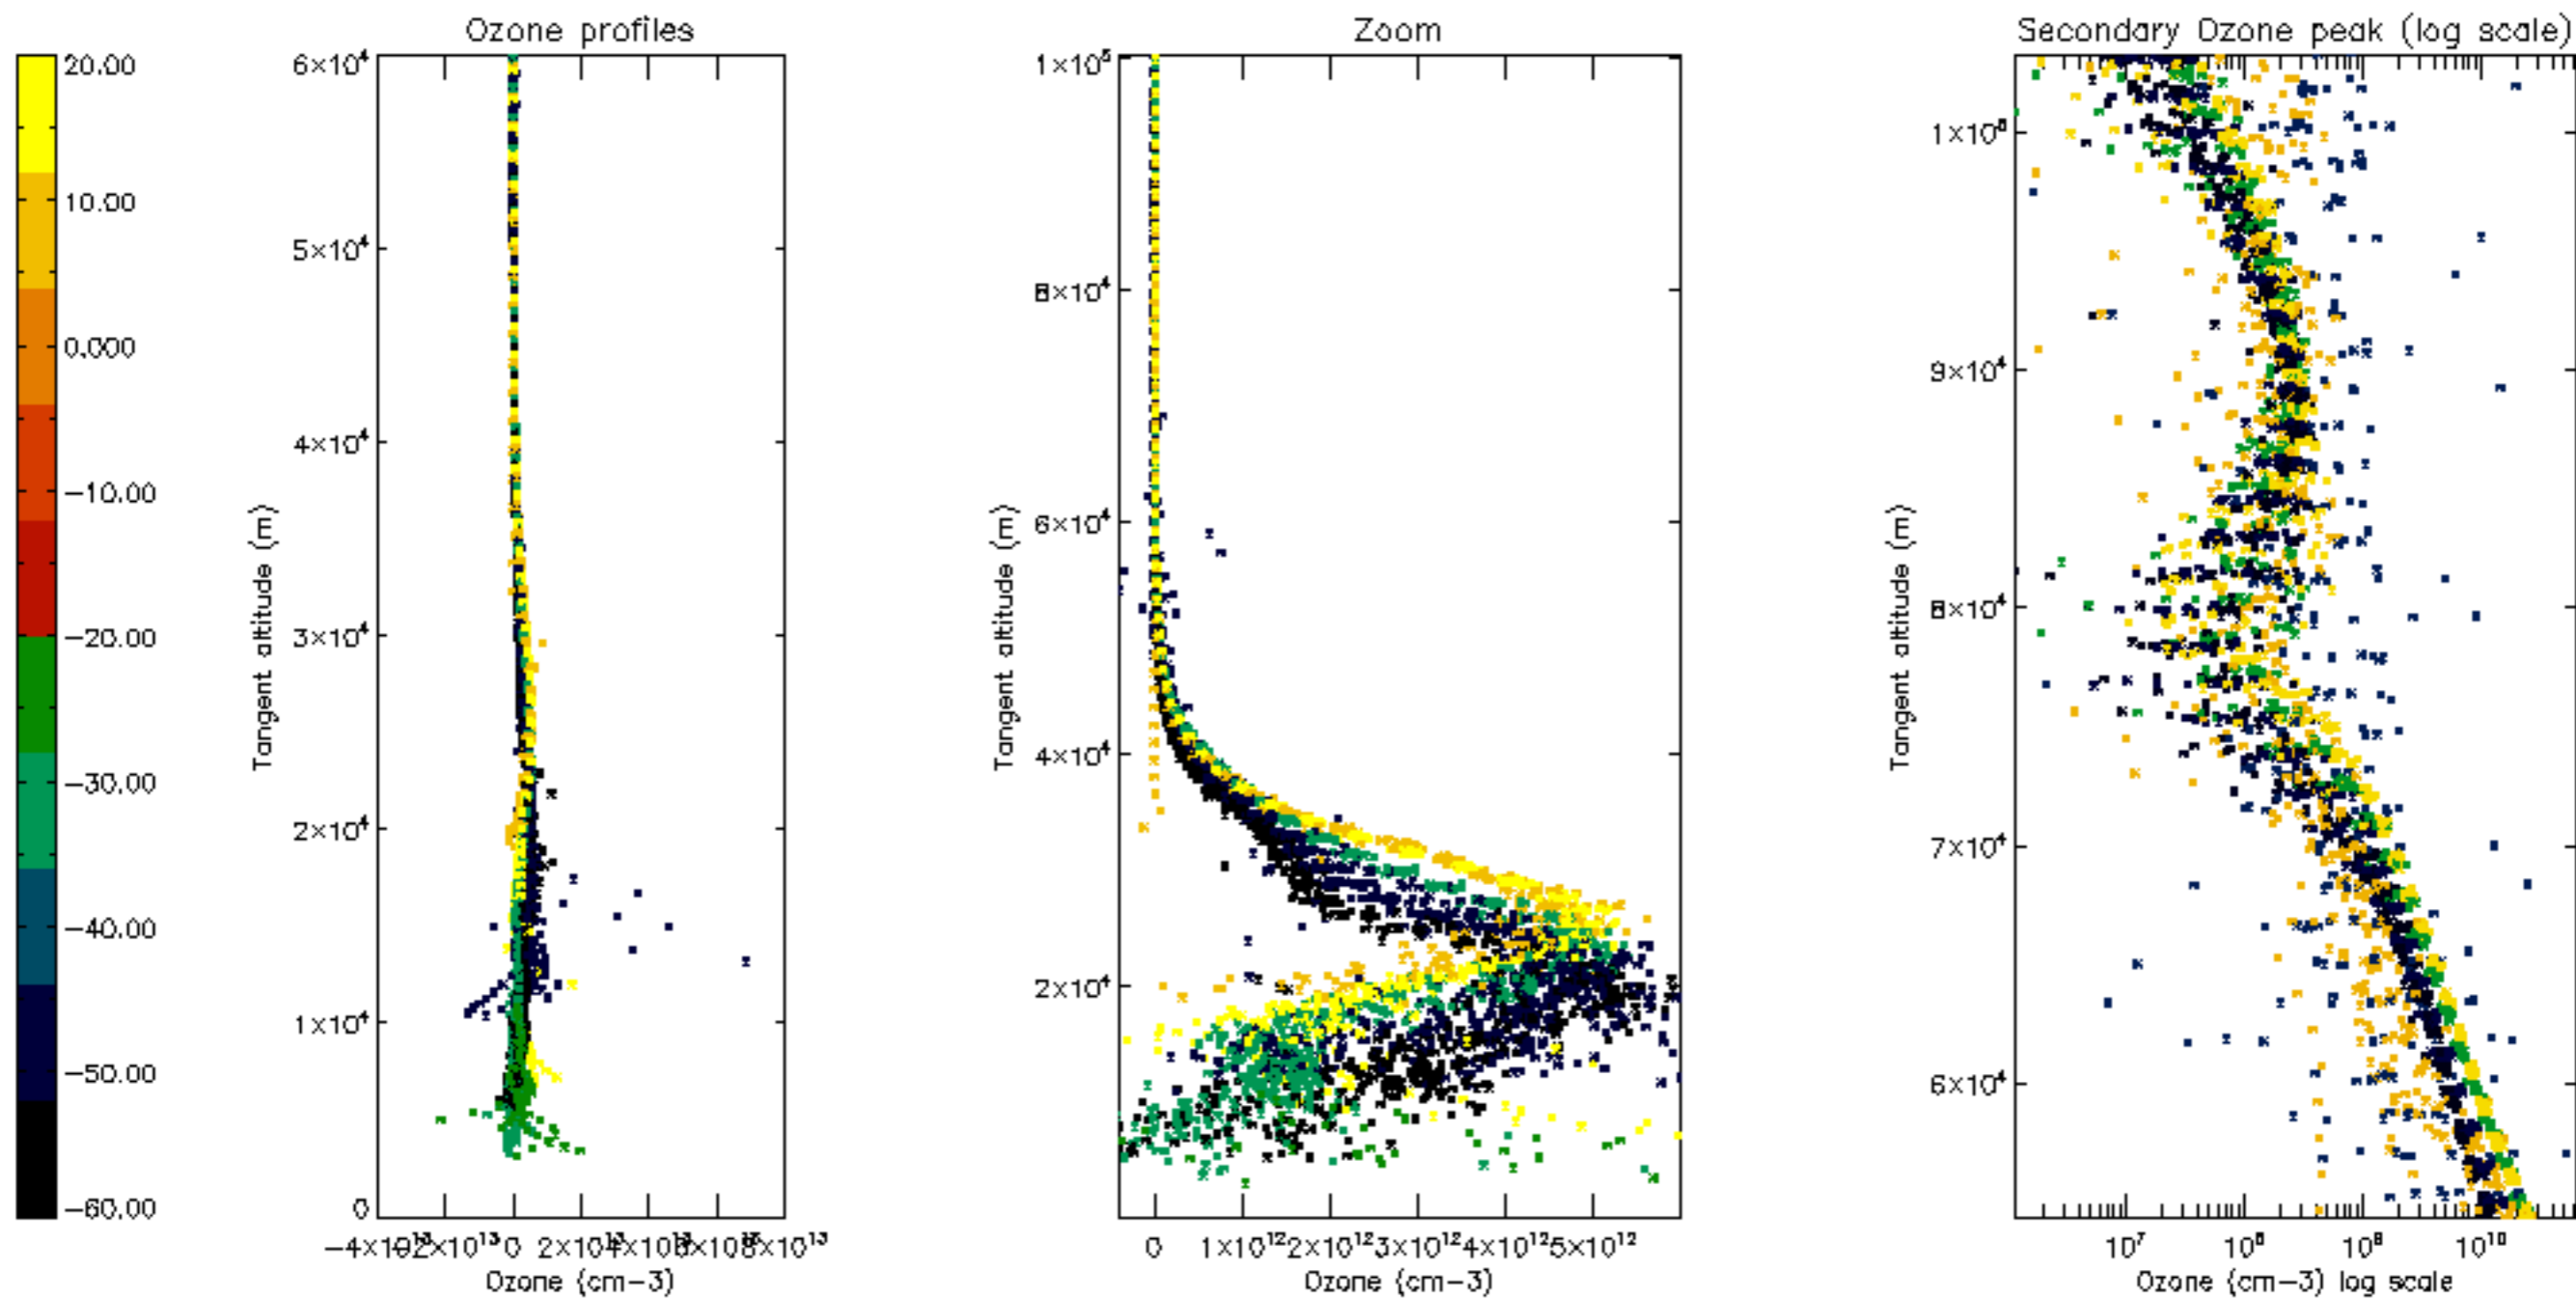 Ozone profiles
Zoom
Secondary Ozone peak (log scale)
20.00
10.00
0.000
−10.00
−20.00
−30.00
−40.00
−50.00
−60.00
6×10⁴
5×10⁴
4×10⁴
3×10⁴
2×10⁴
1×10⁴
0
Tangent altitude (m)
0 2×10¹³
Ozone (cm−3)
1×10⁵
8×10⁴
6×10⁴
4×10⁴
2×10⁴
Tangent altitude (m)
0 1×10¹² 2×10¹² 3×10¹² 4×10¹² 5×10¹²
Ozone (cm−3)
9×10⁴
8×10⁴
7×10⁴
6×10⁴
Tangent altitude (m)
10⁷ 10⁸ 10⁹ 10¹⁰
Ozone (cm−3) log scale